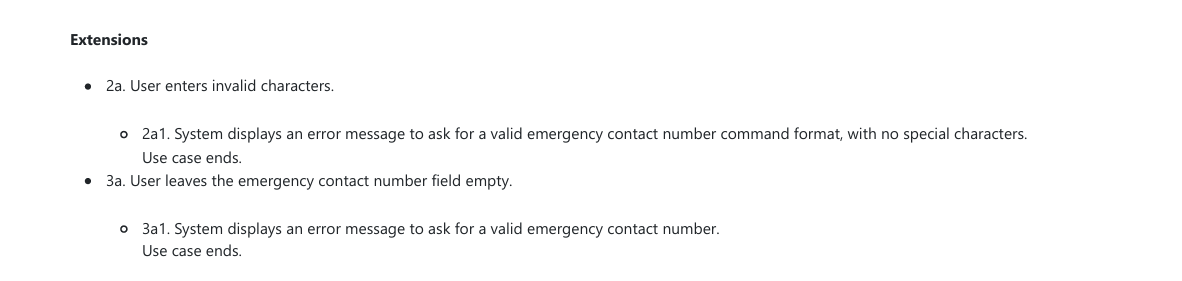 Extensions
• 2a. User enters invalid characters.
○ 2a1. System displays an error message to ask for a valid emergency contact number command format, with no special characters.
Use case ends.
• 3a. User leaves the emergency contact number field empty.
○ 3a1. System displays an error message to ask for a valid emergency contact number.
Use case ends.